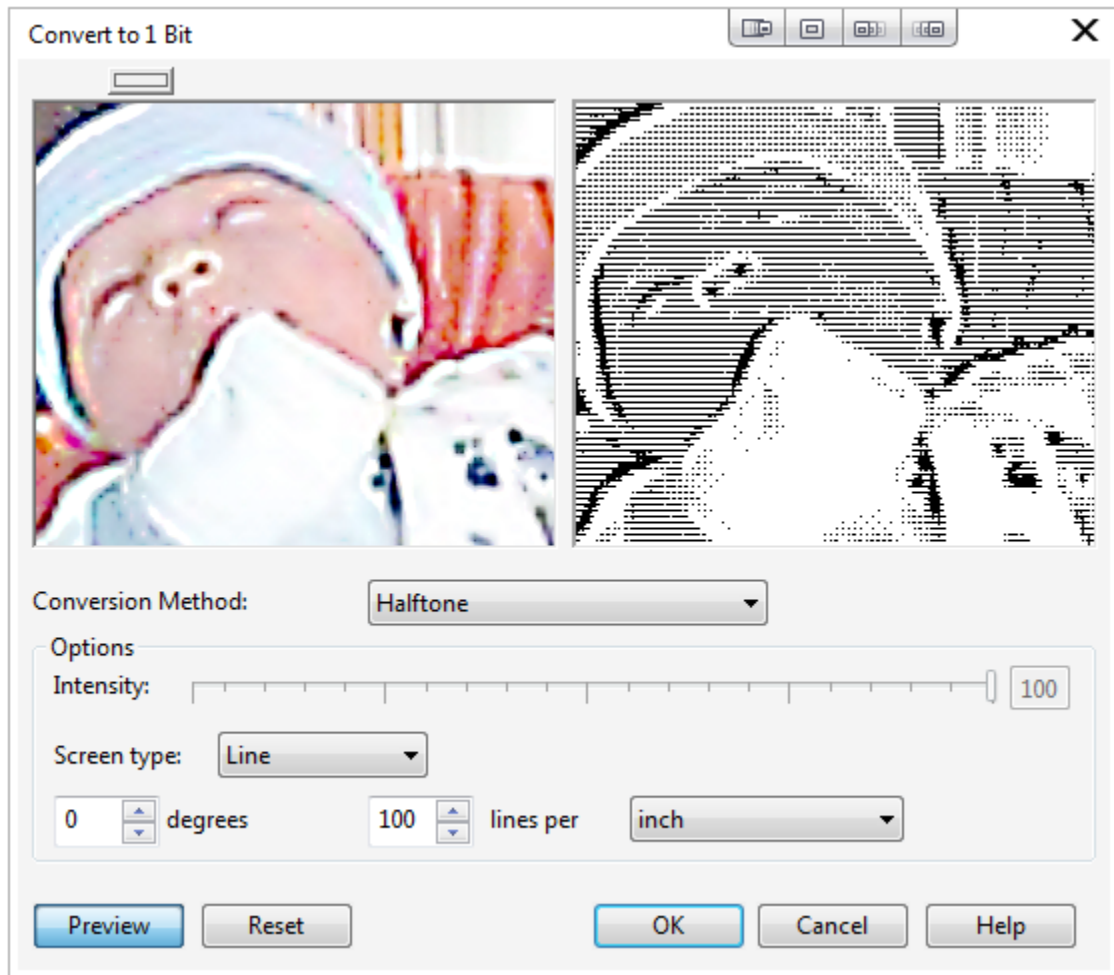 Convert to 1 Bit
Conversion Method: Halftone
Options
Intensity: 100
Screen type: Line
0 degrees 100 lines per inch
Preview Reset OK Cancel Help